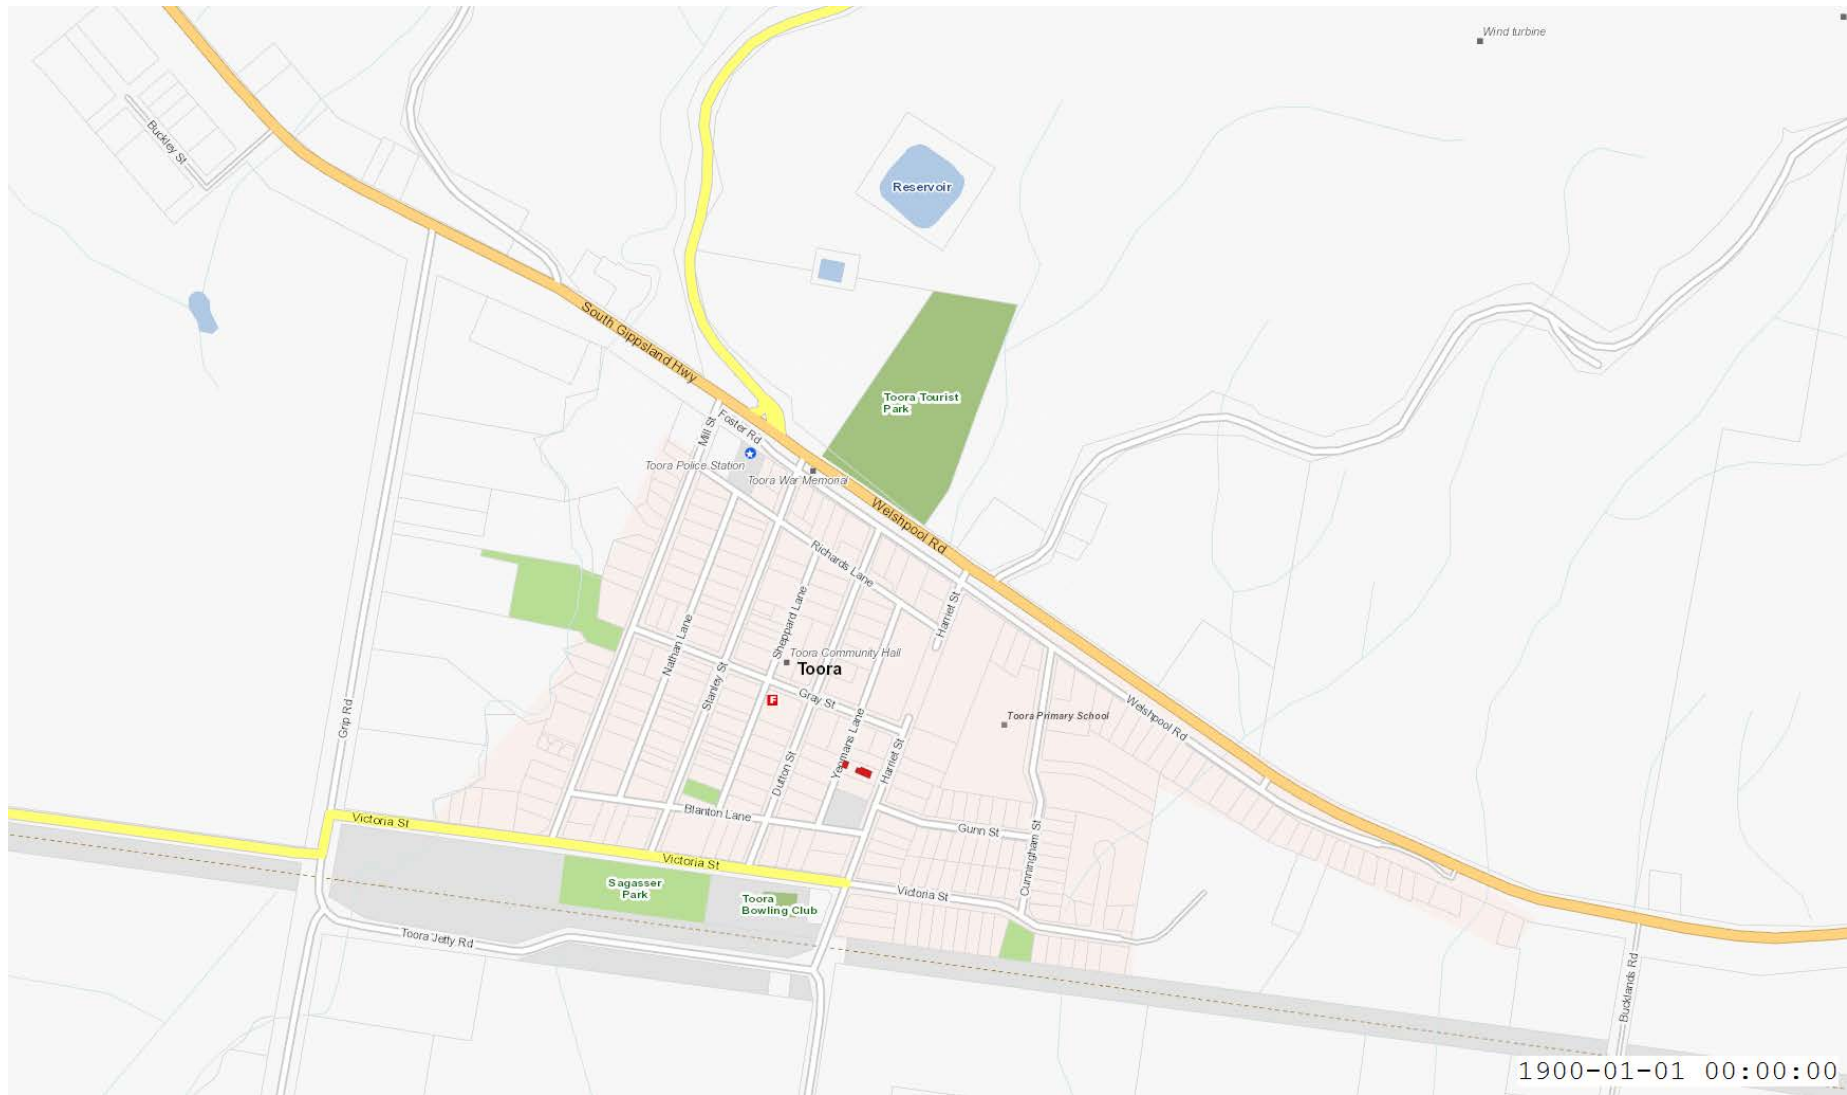 Wind turbine
Buckley St
Reservoir
South Gippsland Hwy
Toora Tourist
Park
Mill St
Foster Rd
Toora Police Station
Toora War Memorial
Welshpool Rd
Richards Lane
Harriet St
Sheppard Lane
Nathan Lane
Toora Community Hall
Toora
Stanley St
Gray St
F
Grip Rd
Yeomans Lane
Toora Primary School
Welshpool Rd
Harriet St
Dutton St
Blanton Lane
Victoria St
Gunn St
Cunningham St
Victoria St
Sagasser
Park
Toora
Bowling Club
Victoria St
Toora Jetty Rd
Bucklands Rd
1900-01-01 00:00:00